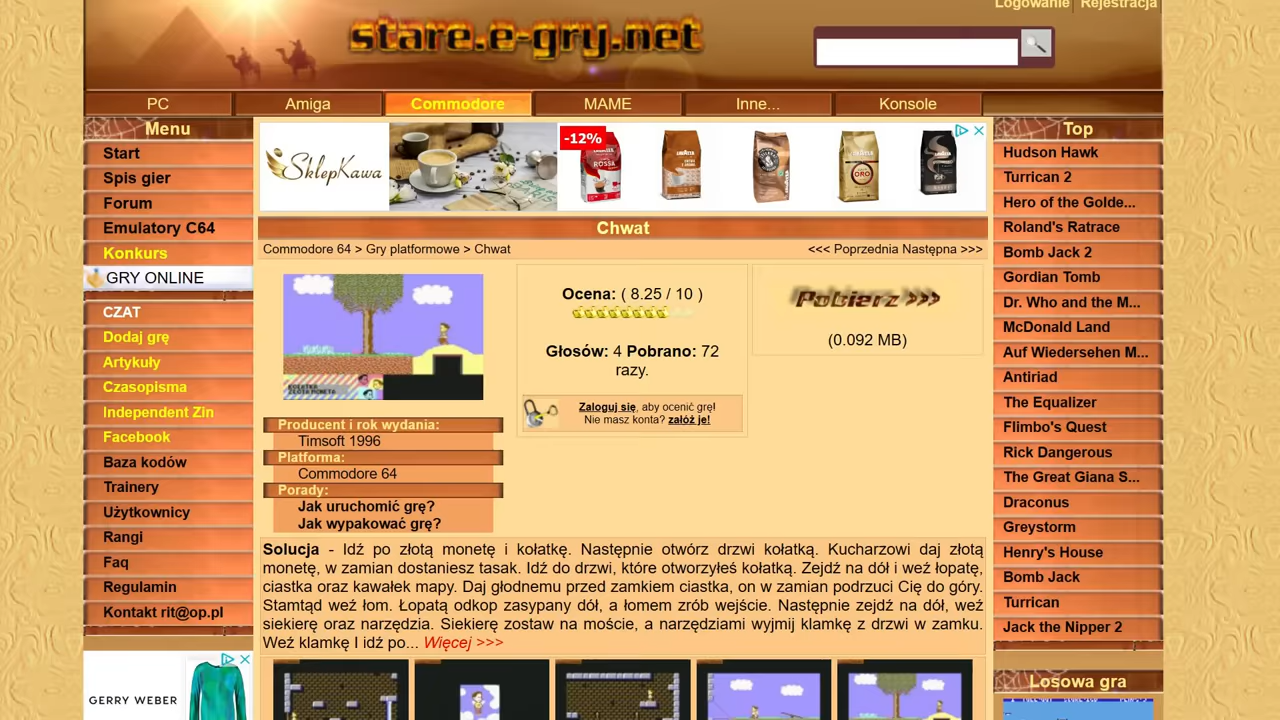 Logowanie Rejestracja
stare.e-gry.net
PC Amiga Commodore MAME Inne... Konsole
Menu
Start
Spis gier
Forum
Emulatory C64
Konkurs
GRY ONLINE
CZAT
Dodaj grę
Artykuły
Czasopisma
Independent Zin
Facebook
Baza kodów
Trainery
Użytkownicy
Rangi
Faq
Regulamin
Kontakt rit@op.pl
GERRY WEBER
SklepKawa
-12%
Chwat
Commodore 64 > Gry platformowe > Chwat
<<< Poprzednia Następna >>>
KOŁATKA
ZŁOTA MONETA
Ocena: ( 8.25 / 10 )
Głosów: 4 Pobrano: 72
razy.
Zaloguj się, aby ocenić grę!
Nie masz konta? załóż je!
Pobierz >>>
(0.092 MB)
Producent i rok wydania:
Timsoft 1996
Platforma:
Commodore 64
Porady:
Jak uruchomić grę?
Jak wypakować grę?
Solucja - Idź po złotą monetę i kołatkę. Następnie otwórz drzwi kołatką. Kucharzowi daj złotą
monetę, w zamian dostaniesz tasak. Idź do drzwi, które otworzyłeś kołatką. Zejdź na dół i weź łopatę,
ciastka oraz kawałek mapy. Daj głodnemu przed zamkiem ciastka, on w zamian podrzuci Cię do góry.
Stamtąd weź łom. Łopatą odkop zasypany dół, a łomem zrób wejście. Następnie zejdź na dół, weź
siekierę oraz narzędzia. Siekierę zostaw na moście, a narzędziami wyjmij klamkę z drzwi w zamku.
Weź klamkę I idź po... Więcej >>>
Top
Hudson Hawk
Turrican 2
Hero of the Golde...
Roland's Ratrace
Bomb Jack 2
Gordian Tomb
Dr. Who and the M...
McDonald Land
Auf Wiedersehen M...
Antiriad
The Equalizer
Flimbo's Quest
Rick Dangerous
The Great Giana S...
Draconus
Greystorm
Henry's House
Bomb Jack
Turrican
Jack the Nipper 2
Losowa gra